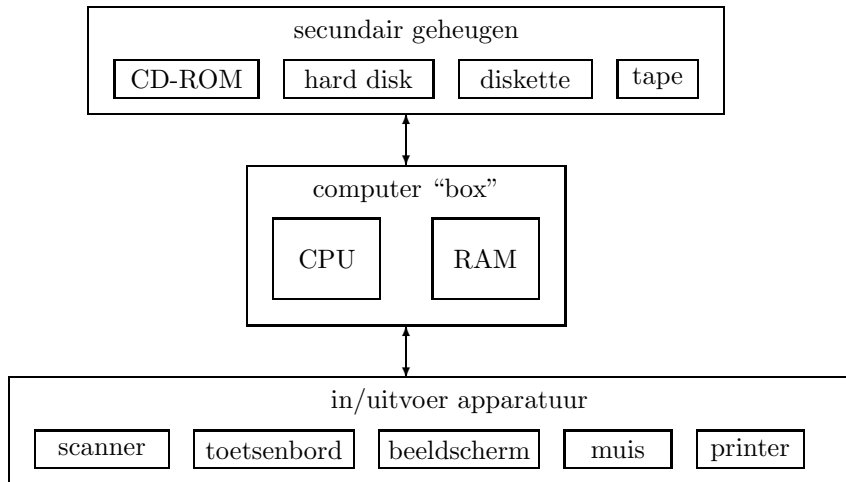 secundair geheugen
CD-ROM hard disk diskette tape
computer “box”
CPU RAM
in/uitvoer apparatuur
scanner toetsenbord beeldscherm muis printer